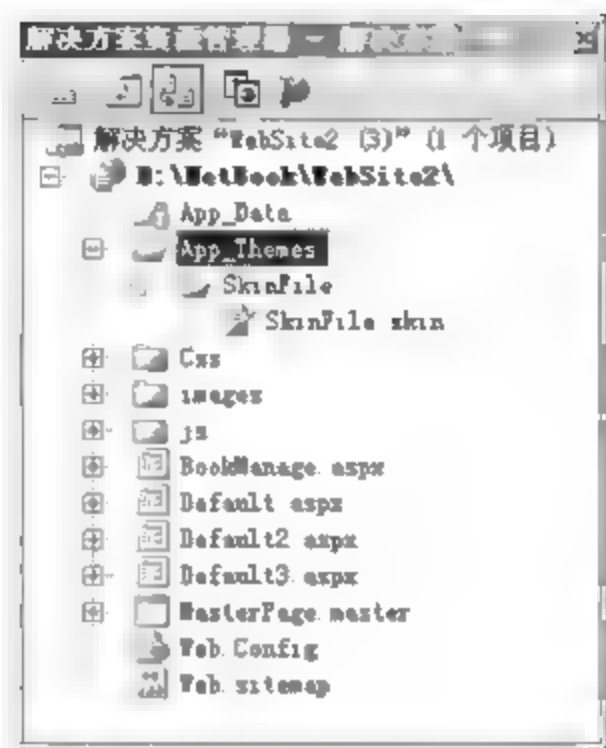 解决方案资源管理器 - 解决方案
解决方案 “WebSite2 (3)” (1 个项目)
D:\NetBook\WebSite2\
App_Data
App_Themes
SkinFile
SkinFile.skin
Css
images
js
BookManage.aspx
Default.aspx
Default2.aspx
Default3.aspx
MasterPage.master
Web.Config
Web.sitemap